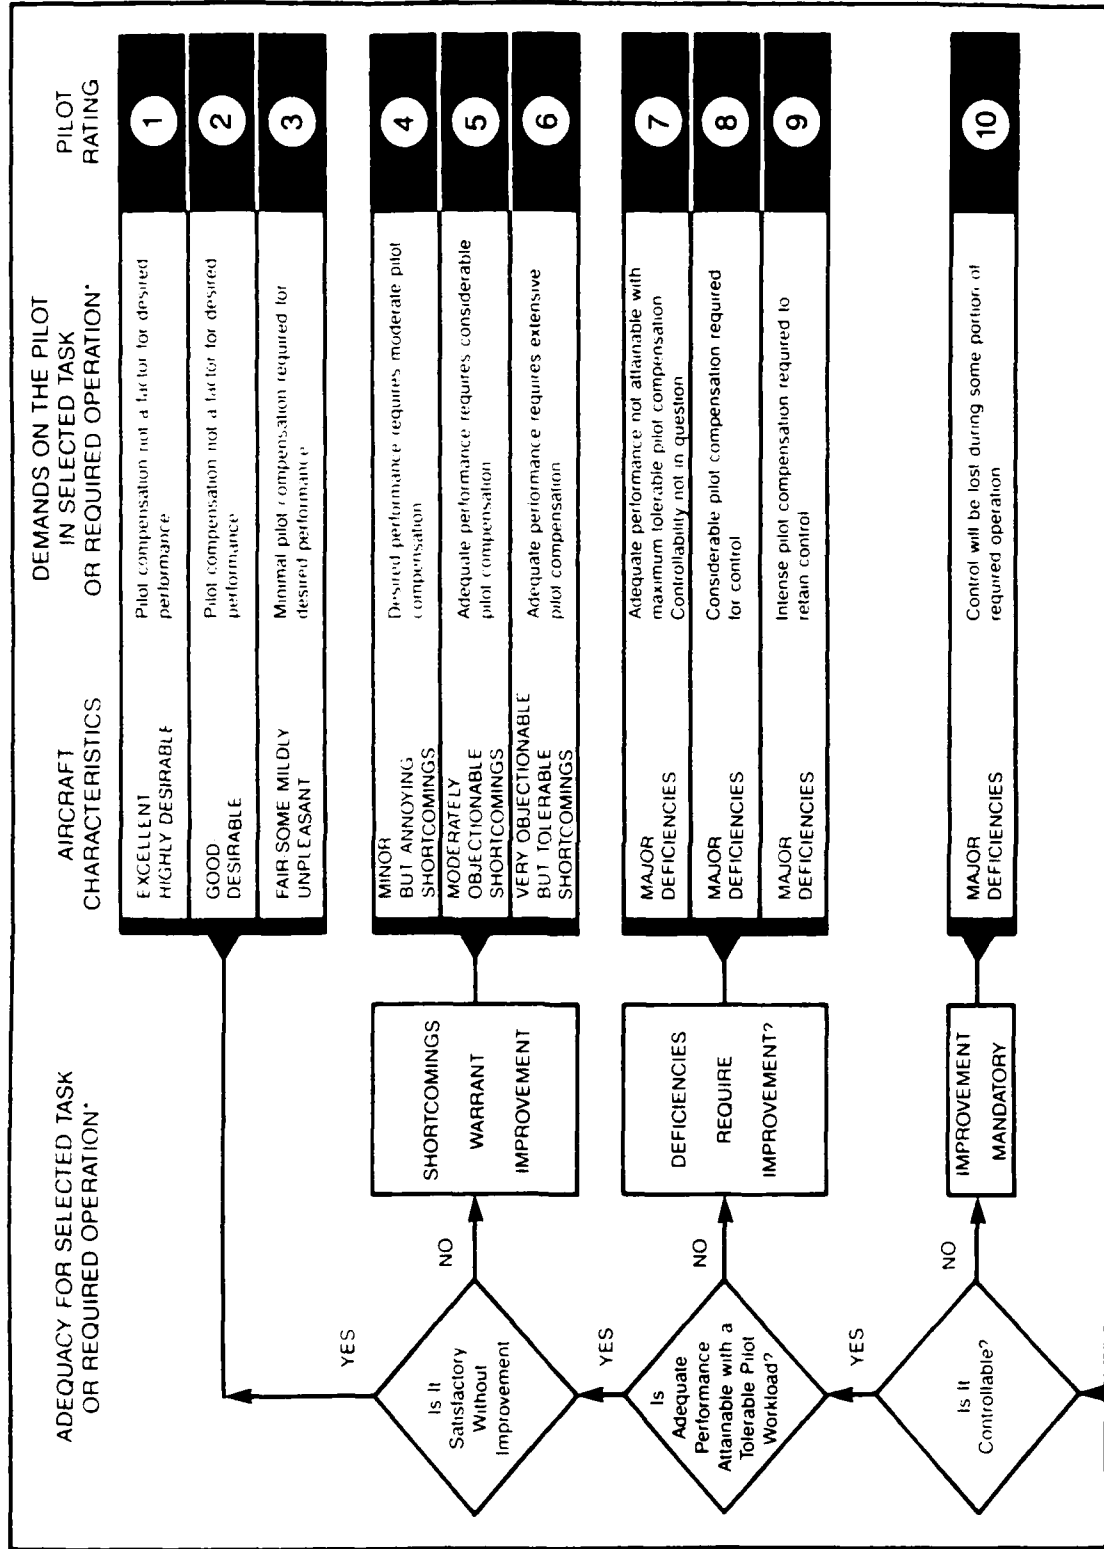 ADEQUACY FOR SELECTED TASK
OR REQUIRED OPERATION*
AIRCRAFT
CHARACTERISTICS
DEMANDS ON THE PILOT
IN SELECTED TASK
OR REQUIRED OPERATION*
PILOT
RATING
EXCELLENT
HIGHLY DESIRABLE
Pilot compensation not a factor for desired
performance
1
GOOD
DESIRABLE
Pilot compensation not a factor for desired
performance
2
FAIR-SOME MILDLY
UNPLEASANT
Minimal pilot compensation required for
desired performance
3
YES
Is It
Satisfactory
Without
Improvement
NO
SHORTCOMINGS
WARRANT
IMPROVEMENT
MINOR
BUT ANNOYING
SHORTCOMINGS
Desired performance requires moderate pilot
compensation
4
MODERATELY
OBJECTIONABLE
SHORTCOMINGS
Adequate performance requires considerable
pilot compensation
5
VERY OBJECTIONABLE
BUT TOLERABLE
SHORTCOMINGS
Adequate performance requires extensive
pilot compensation
6
YES
Is
Adequate
Performance
Attainable with a
Tolerable Pilot
Workload?
NO
DEFICIENCIES
REQUIRE
IMPROVEMENT?
MAJOR
DEFICIENCIES
Adequate performance not attainable with
maximum tolerable pilot compensation
Controllability not in question
7
MAJOR
DEFICIENCIES
Considerable pilot compensation required
for control
8
MAJOR
DEFICIENCIES
Intense pilot compensation required to
retain control
9
YES
Is It
Controllable?
NO
IMPROVEMENT
MANDATORY
MAJOR
DEFICIENCIES
Control will be lost during some portion of
required operation
10